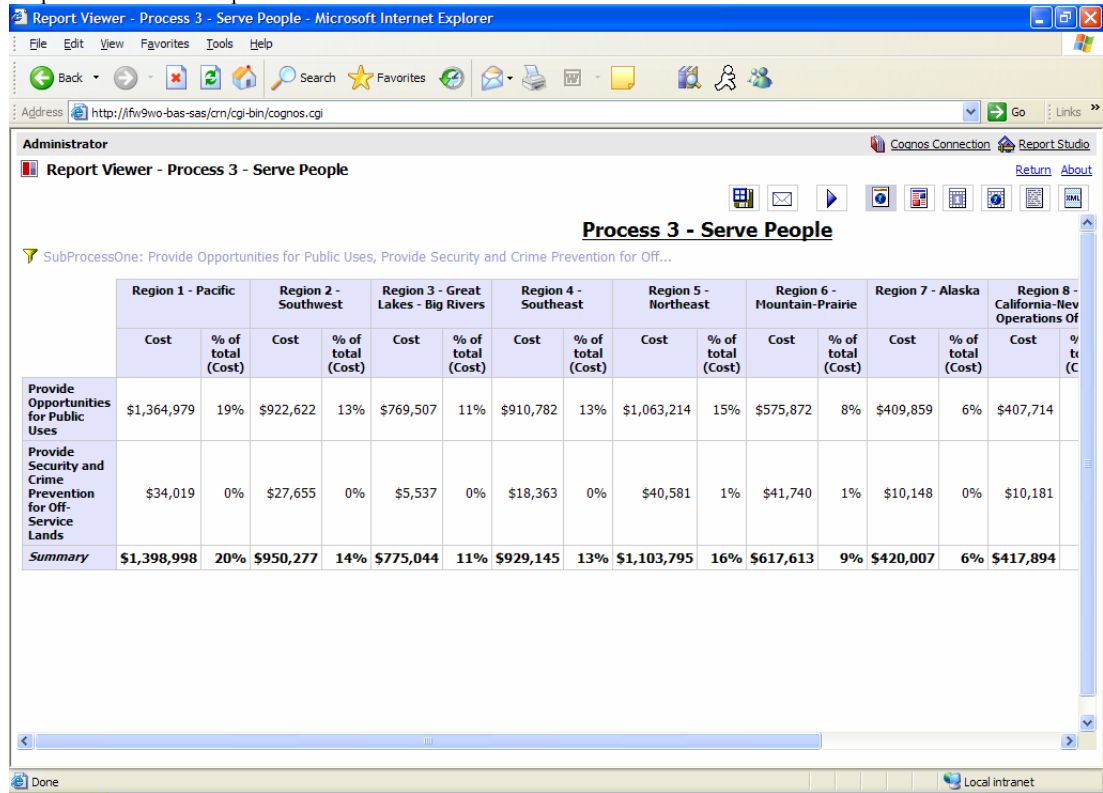 Report Viewer - Process 3 - Serve People - Microsoft Internet Explorer
File Edit View Favorites Tools Help
Back Search Favorites
Address http://ifw9wo-bas-sas/crn/cgi-bin/cognos.cgi Go Links »
Administrator Cognos Connection Report Studio
Report Viewer - Process 3 - Serve People Return About
XML
Process 3 - Serve People
SubProcessOne: Provide Opportunities for Public Uses, Provide Security and Crime Prevention for Off...
Region 1 - Pacific Region 2 - Region 3 - Great Region 4 - Region 5 - Region 6 - Region 7 - Alaska Region 8 -
Southwest Lakes - Big Rivers Southeast Northeast Mountain-Prairie California-Nev
Operations Of
Cost % of Cost % of Cost % of Cost % of Cost % of Cost % of Cost % of Cost %
total total total total total total total t
(Cost) (Cost) (Cost) (Cost) (Cost) (Cost) (Cost) (C
Provide
Opportunities
for Public
Uses
$1,364,979 19% $922,622 13% $769,507 11% $910,782 13% $1,063,214 15% $575,872 8% $409,859 6% $407,714
Provide
Security and
Crime
Prevention
for Off-
Service
Lands
$34,019 0% $27,655 0% $5,537 0% $18,363 0% $40,581 1% $41,740 1% $10,148 0% $10,181
Summary $1,398,998 20% $950,277 14% $775,044 11% $929,145 13% $1,103,795 16% $617,613 9% $420,007 6% $417,894
Done Local intranet